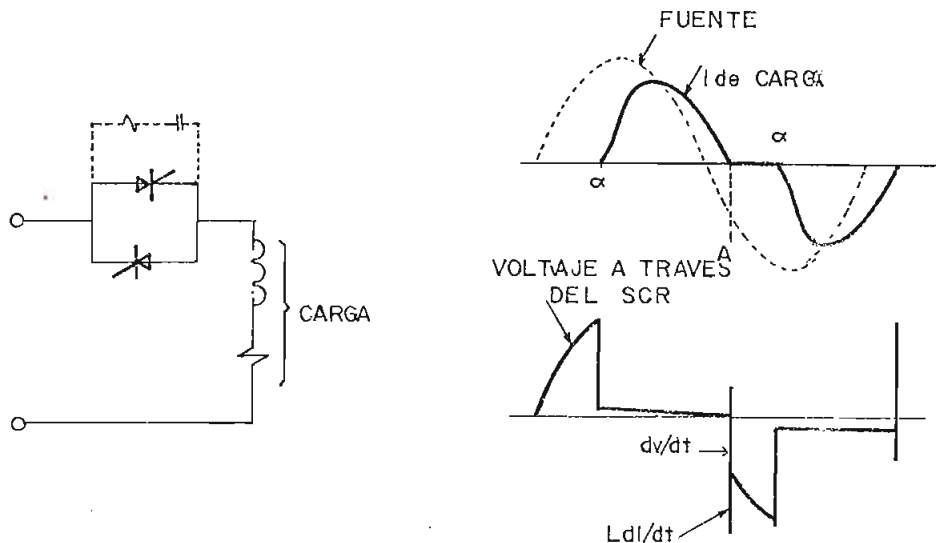 FUENTE
I de CARGA
α
α
A
VOLTAJE A TRAVES
DEL SCR
CARGA
dv/dt
LdI/dt